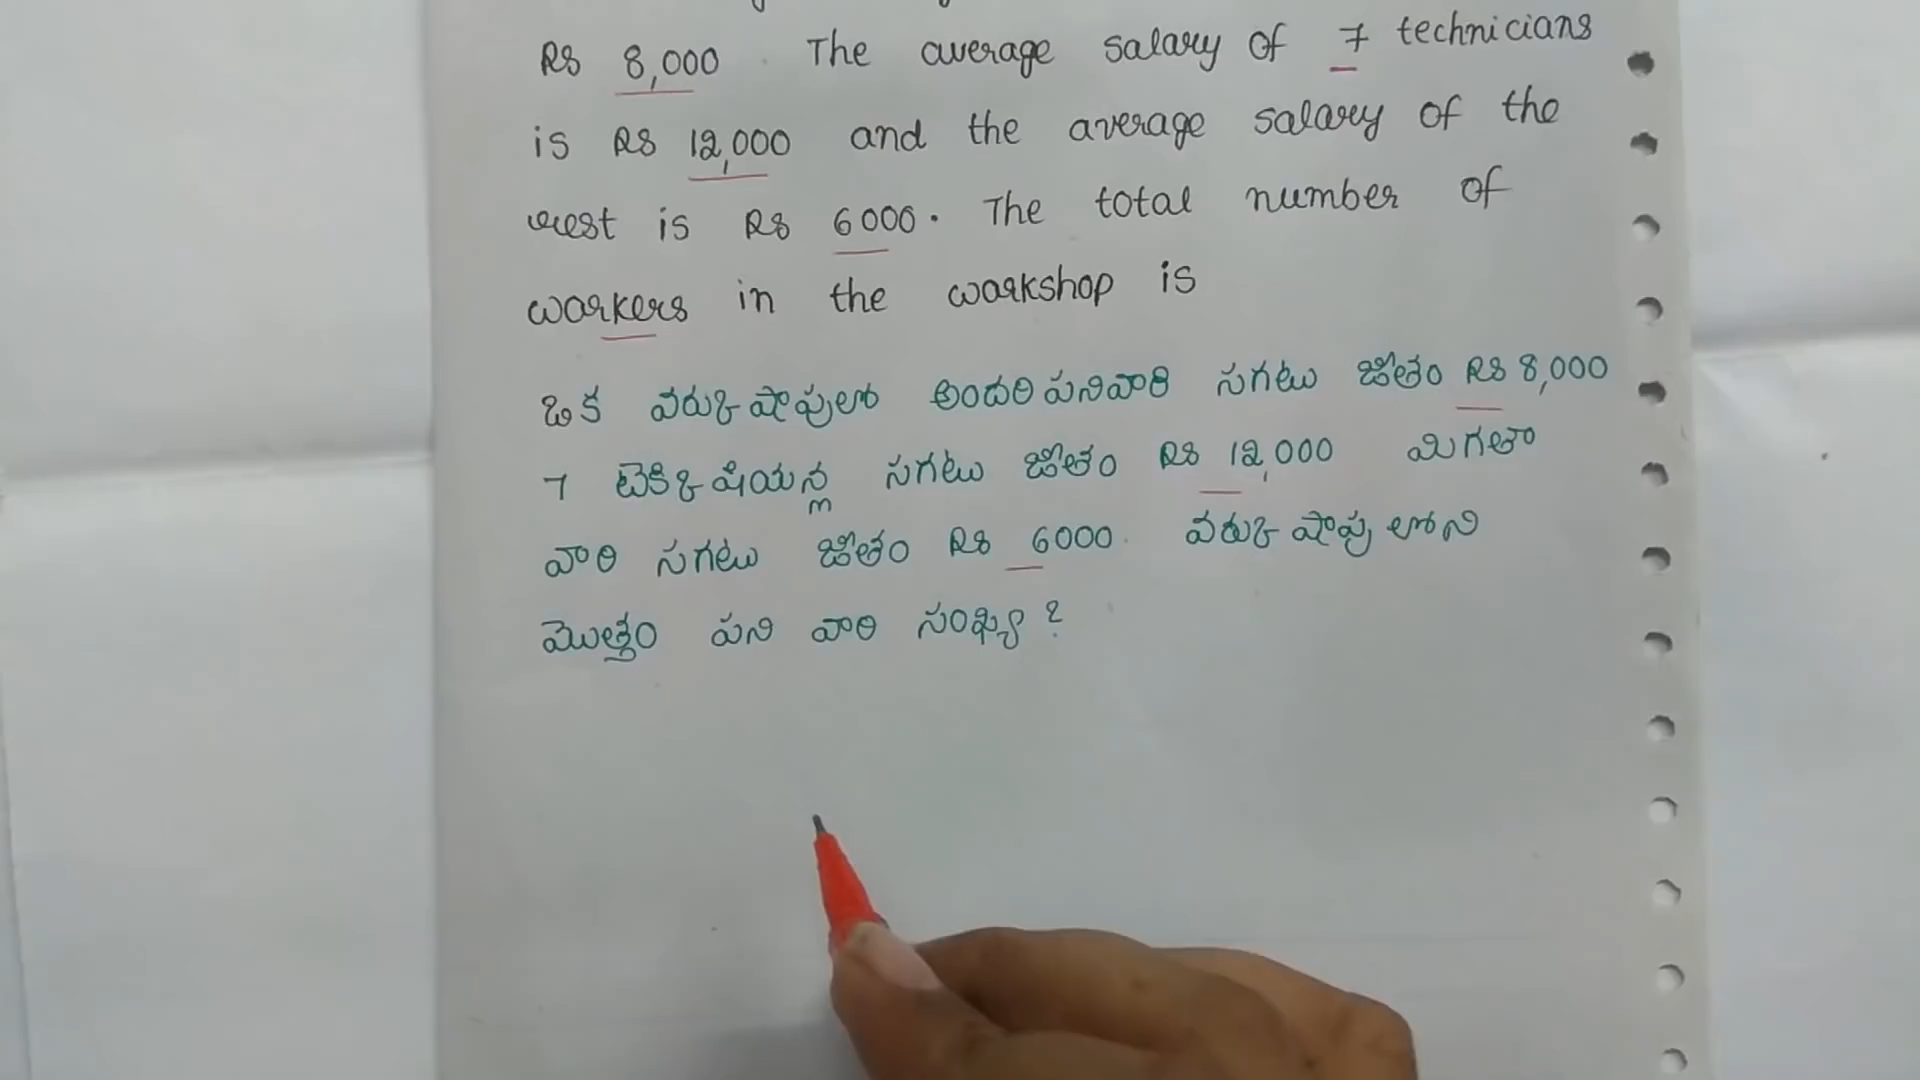 Rs 8,000 . The average salary of 7 technicians
is Rs 12,000 and the average salary of the
rest is Rs 6000. The total number of
workers in the workshop is
ఒక వర్క్ షాపులో అందరి పనివారి సగటు జీతం Rs 8,000
7 టెక్నీషియన్ల సగటు జీతం Rs 12,000 మిగతా
వారి సగటు జీతం Rs 6000. వర్క్ షాపు లోని
మొత్తం పని వారి సంఖ్య ?